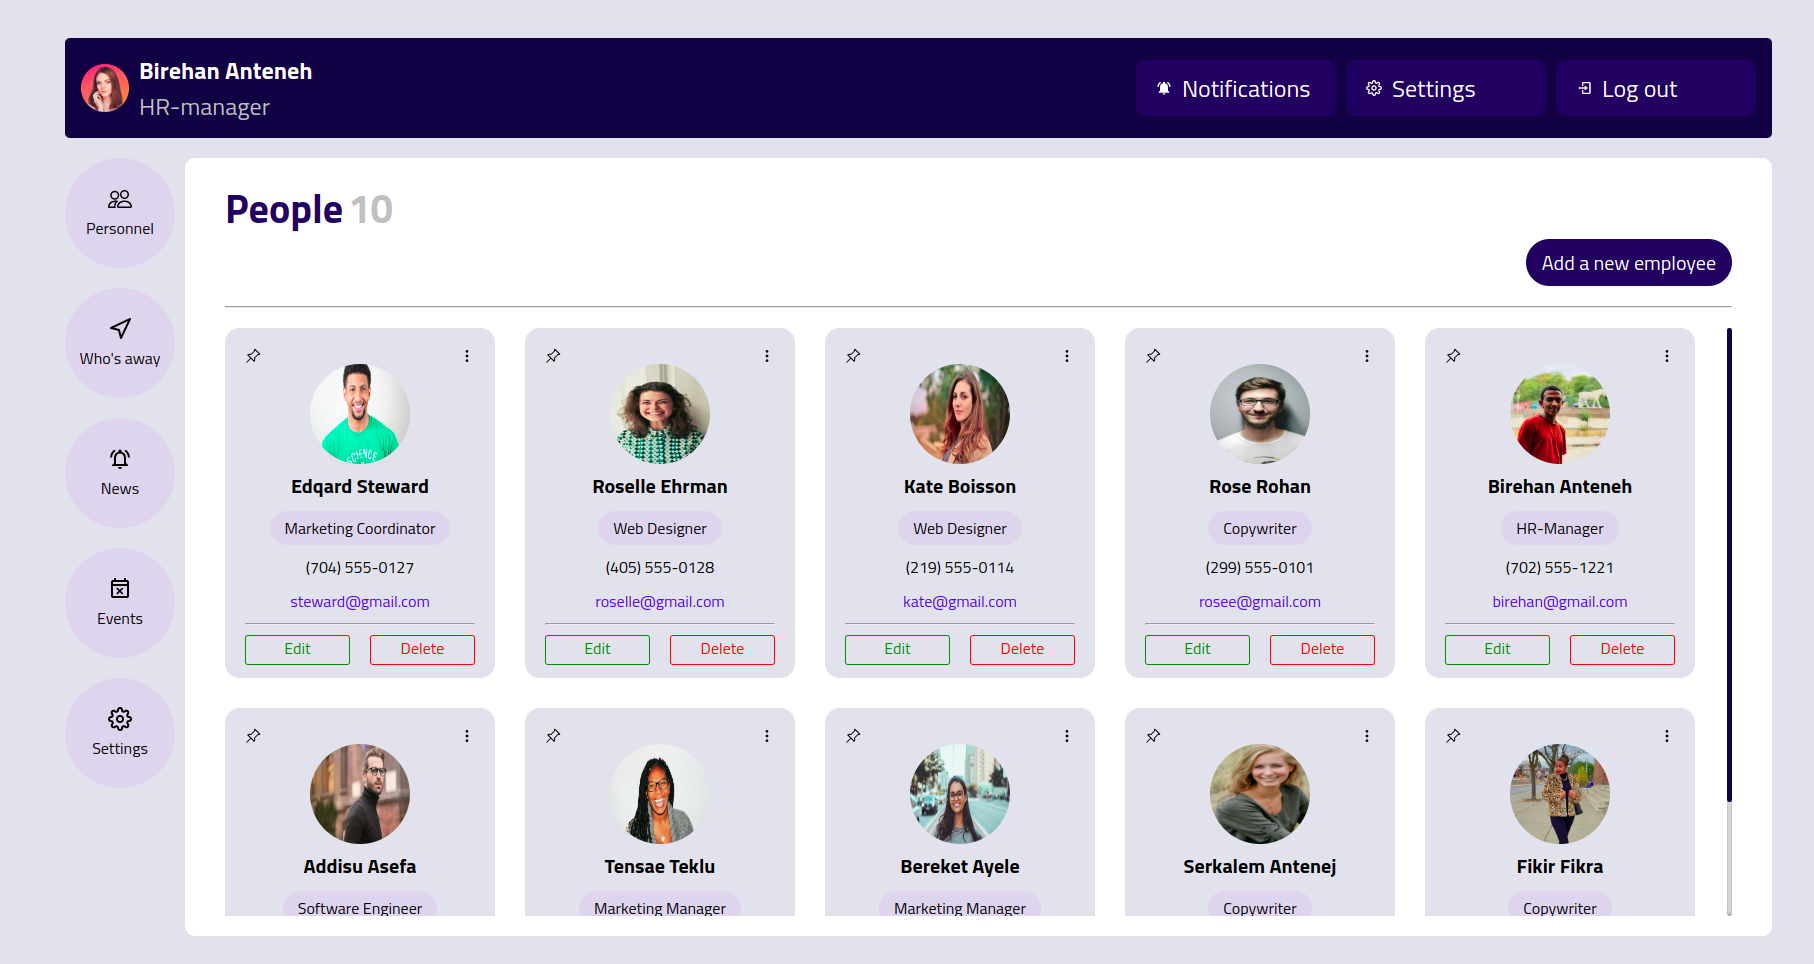 Birehan Anteneh
HR-manager
Notifications
Settings
Log out
Personnel
Who's away
News
Events
Settings
People 10
Add a new employee
Edqard Steward
Marketing Coordinator
(704) 555-0127
steward@gmail.com
Edit Delete
Roselle Ehrman
Web Designer
(405) 555-0128
roselle@gmail.com
Edit Delete
Kate Boisson
Web Designer
(219) 555-0114
kate@gmail.com
Edit Delete
Rose Rohan
Copywriter
(299) 555-0101
rosee@gmail.com
Edit Delete
Birehan Anteneh
HR-Manager
(702) 555-1221
birehan@gmail.com
Edit Delete
Addisu Asefa
Software Engineer
Tensae Teklu
Marketing Manager
Bereket Ayele
Marketing Manager
Serkalem Antenej
Copywriter
Fikir Fikra
Copywriter